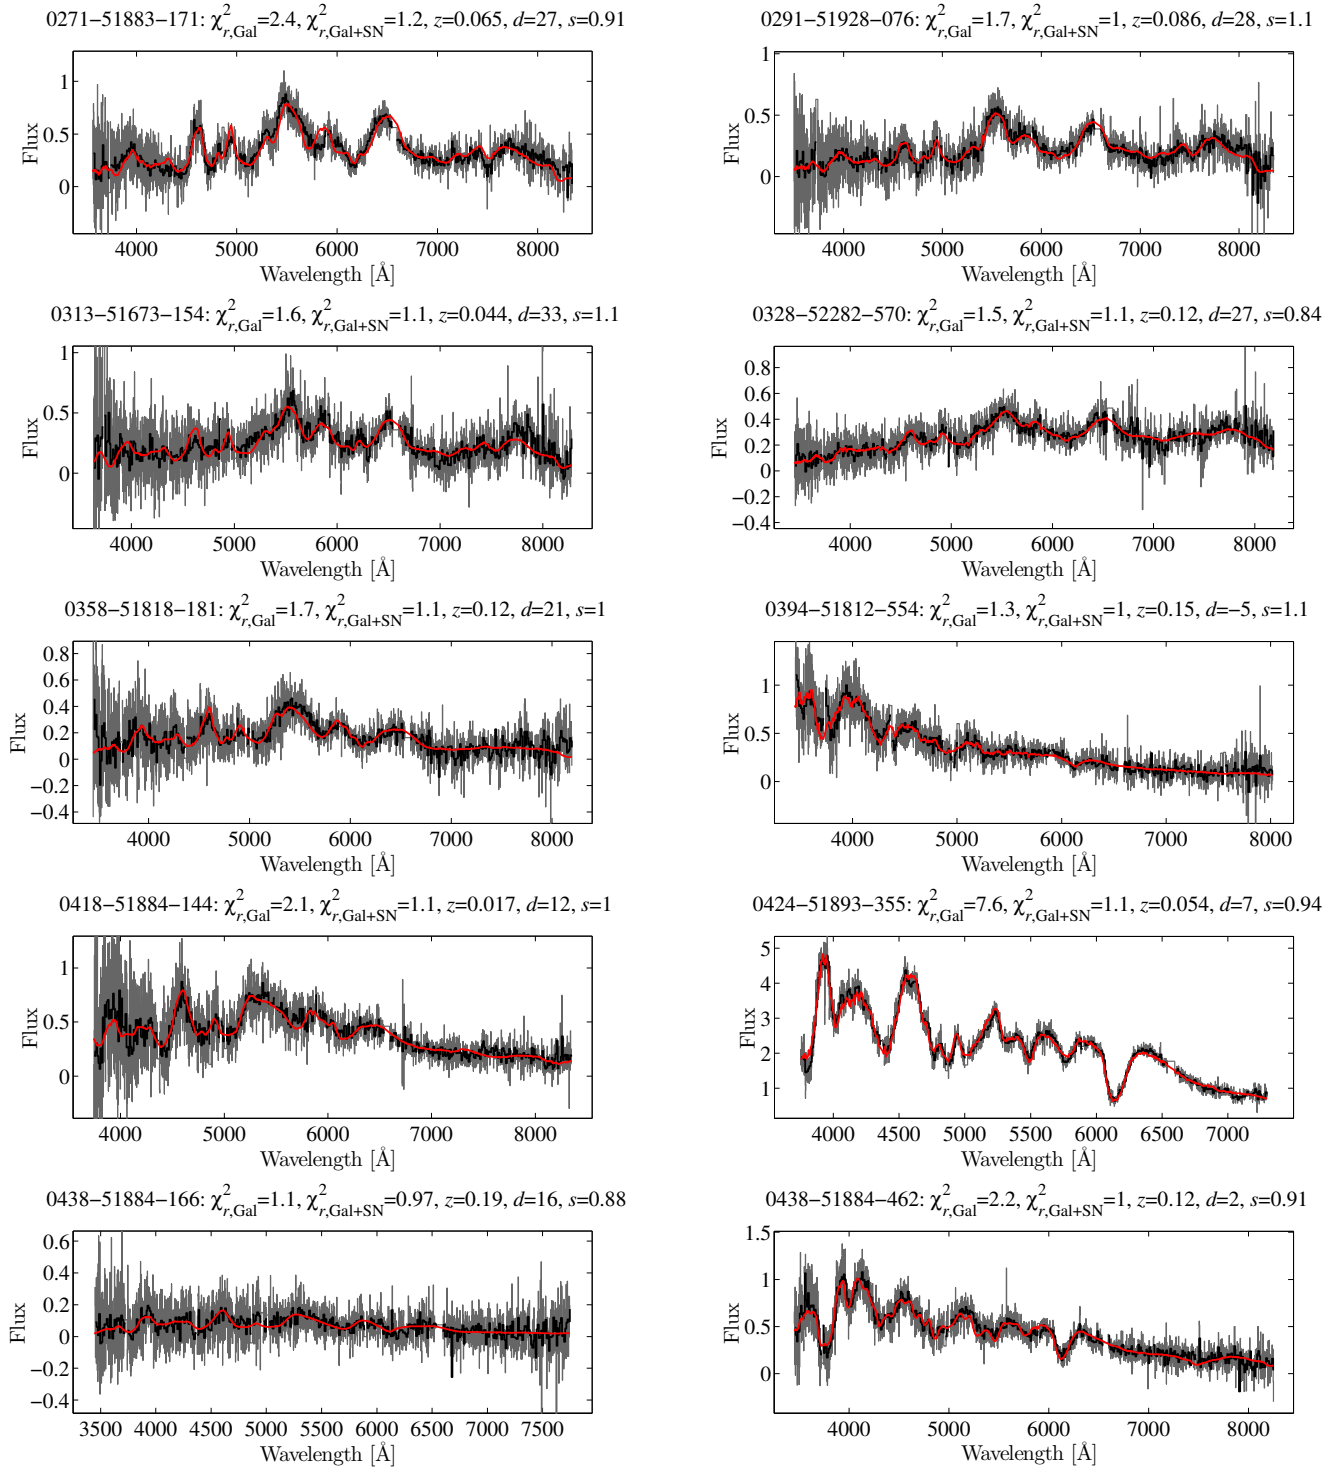 0271−51883−171: χ²r,Gal=2.4, χ²r,Gal+SN=1.2, z=0.065, d=27, s=0.91
1
0.5
0
Flux
4000 5000 6000 7000 8000
Wavelength [Å]
0291−51928−076: χ²r,Gal=1.7, χ²r,Gal+SN=1, z=0.086, d=28, s=1.1
1
0.5
0
Flux
4000 5000 6000 7000 8000
Wavelength [Å]
0313−51673−154: χ²r,Gal=1.6, χ²r,Gal+SN=1.1, z=0.044, d=33, s=1.1
1
0.5
0
Flux
4000 5000 6000 7000 8000
Wavelength [Å]
0328−52282−570: χ²r,Gal=1.5, χ²r,Gal+SN=1.1, z=0.12, d=27, s=0.84
0.8
0.6
0.4
0.2
0
−0.2
−0.4
Flux
4000 5000 6000 7000 8000
Wavelength [Å]
0358−51818−181: χ²r,Gal=1.7, χ²r,Gal+SN=1.1, z=0.12, d=21, s=1
0.8
0.6
0.4
0.2
0
−0.2
−0.4
Flux
4000 5000 6000 7000 8000
Wavelength [Å]
0394−51812−554: χ²r,Gal=1.3, χ²r,Gal+SN=1, z=0.15, d=−5, s=1.1
1
0.5
0
Flux
4000 5000 6000 7000 8000
Wavelength [Å]
0418−51884−144: χ²r,Gal=2.1, χ²r,Gal+SN=1.1, z=0.017, d=12, s=1
1
0.5
0
Flux
4000 5000 6000 7000 8000
Wavelength [Å]
0424−51893−355: χ²r,Gal=7.6, χ²r,Gal+SN=1.1, z=0.054, d=7, s=0.94
5
4
3
2
1
Flux
4000 4500 5000 5500 6000 6500 7000
Wavelength [Å]
0438−51884−166: χ²r,Gal=1.1, χ²r,Gal+SN=0.97, z=0.19, d=16, s=0.88
0.6
0.4
0.2
0
−0.2
−0.4
Flux
3500 4000 4500 5000 5500 6000 6500 7000 7500
Wavelength [Å]
0438−51884−462: χ²r,Gal=2.2, χ²r,Gal+SN=1, z=0.12, d=2, s=0.91
1.5
1
0.5
0
Flux
4000 5000 6000 7000 8000
Wavelength [Å]